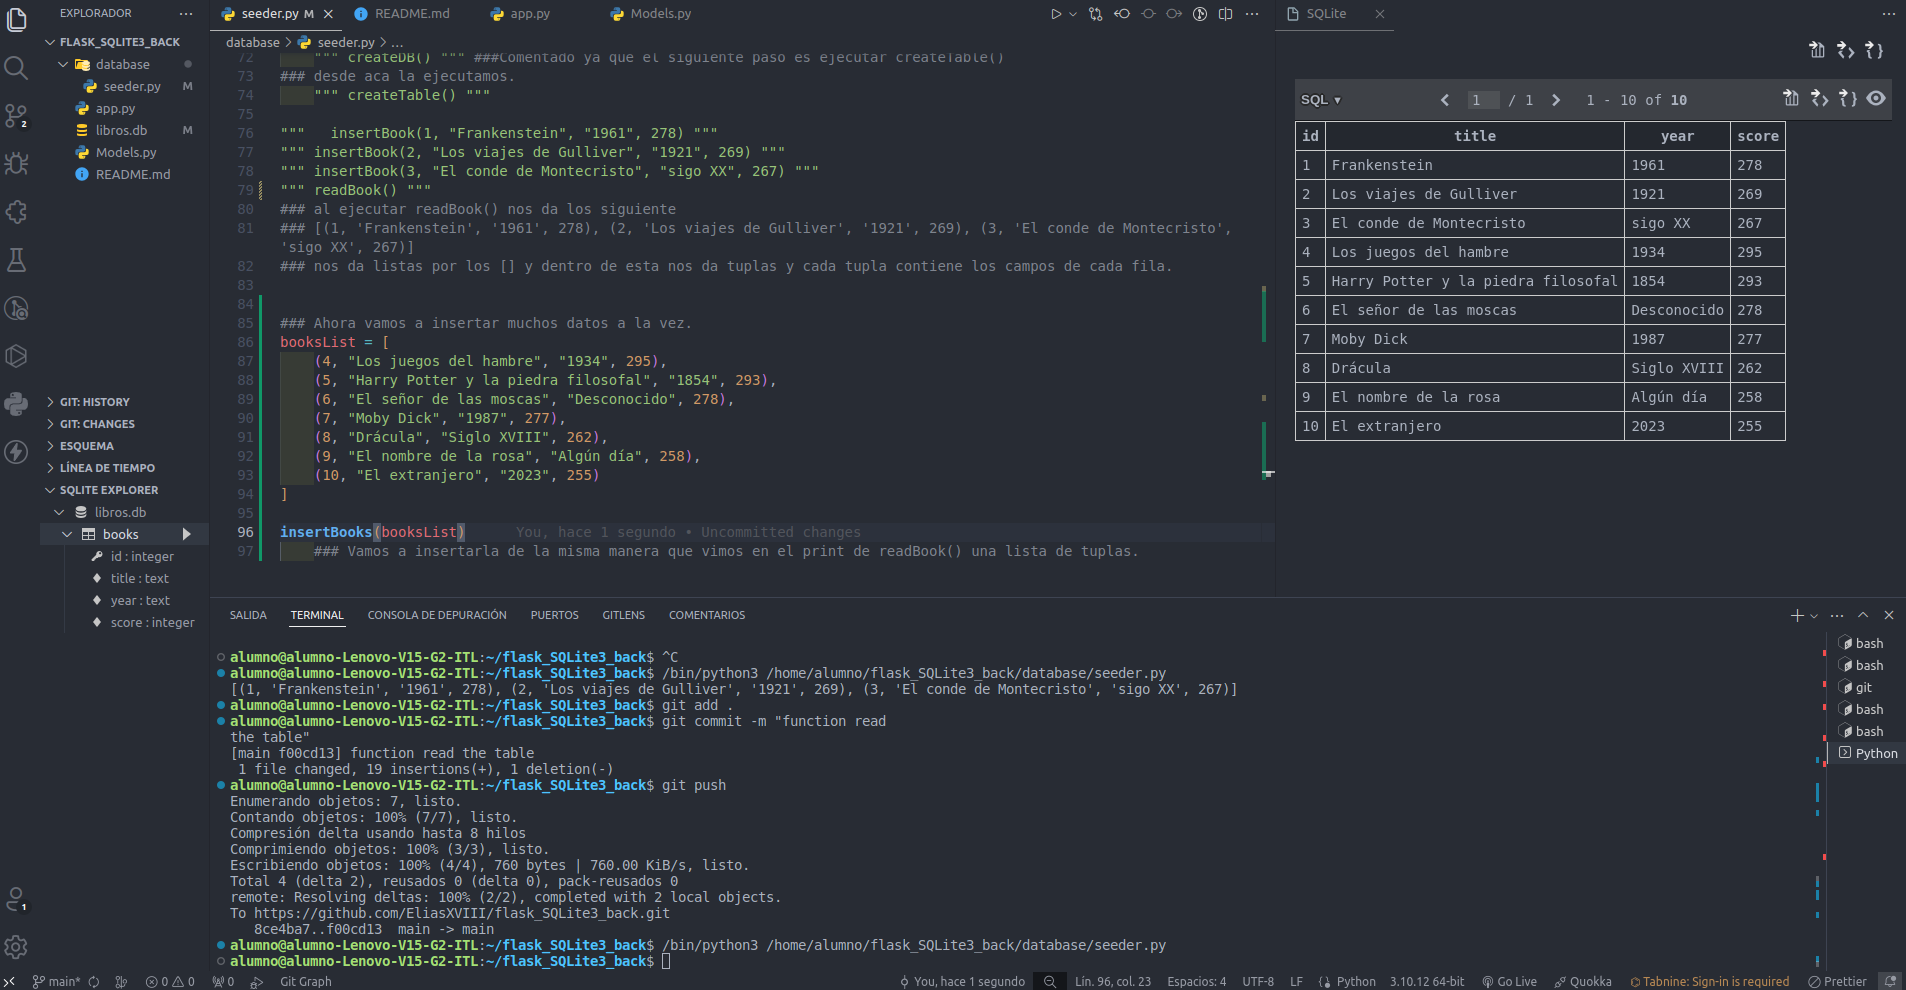 EXPLORADOR
FLASK_SQLITE3_BACK
database
seeder.py M
app.py
libros.db M
Models.py
README.md
GIT: HISTORY
GIT: CHANGES
ESQUEMA
LÍNEA DE TIEMPO
SQLITE EXPLORER
libros.db
books
id : integer
title : text
year : text
score : integer
seeder.py M
README.md
app.py
Models.py
database > seeder.py > ...
72 """ createDB() """ ###Comentado ya que el siguiente paso es ejecutar createTable()
73 ### desde aca la ejecutamos.
74 """ createTable() """
75
76 """   insertBook(1, "Frankenstein", "1961", 278) """
77 """ insertBook(2, "Los viajes de Gulliver", "1921", 269) """
78 """ insertBook(3, "El conde de Montecristo", "sigo XX", 267) """
79 """ readBook() """
80 ### al ejecutar readBook() nos da los siguiente
81 ### [(1, 'Frankenstein', '1961', 278), (2, 'Los viajes de Gulliver', '1921', 269), (3, 'El conde de Montecristo',
'sigo XX', 267)]
82 ### nos da listas por los [] y dentro de esta nos da tuplas y cada tupla contiene los campos de cada fila.
83
84
85 ### Ahora vamos a insertar muchos datos a la vez.
86 booksList = [
87 (4, "Los juegos del hambre", "1934", 295),
88 (5, "Harry Potter y la piedra filosofal", "1854", 293),
89 (6, "El señor de las moscas", "Desconocido", 278),
90 (7, "Moby Dick", "1987", 277),
91 (8, "Drácula", "Siglo XVIII", 262),
92 (9, "El nombre de la rosa", "Algún día", 258),
93 (10, "El extranjero", "2023", 255)
94 ]
95
96 insertBooks(booksList) You, hace 1 segundo • Uncommitted changes
97 ### Vamos a insertarla de la misma manera que vimos en el print de readBook() una lista de tuplas.
SQLite
SQL ▼ < 1 / 1 > 1 - 10 of 10
id title year score
1 Frankenstein 1961 278
2 Los viajes de Gulliver 1921 269
3 El conde de Montecristo sigo XX 267
4 Los juegos del hambre 1934 295
5 Harry Potter y la piedra filosofal 1854 293
6 El señor de las moscas Desconocido 278
7 Moby Dick 1987 277
8 Drácula Siglo XVIII 262
9 El nombre de la rosa Algún día 258
10 El extranjero 2023 255
SALIDA TERMINAL CONSOLA DE DEPURACIÓN PUERTOS GITLENS COMENTARIOS
alumno@alumno-Lenovo-V15-G2-ITL:~/flask_SQLite3_back$ ^C
alumno@alumno-Lenovo-V15-G2-ITL:~/flask_SQLite3_back$ /bin/python3 /home/alumno/flask_SQLite3_back/database/seeder.py
[(1, 'Frankenstein', '1961', 278), (2, 'Los viajes de Gulliver', '1921', 269), (3, 'El conde de Montecristo', 'sigo XX', 267)]
alumno@alumno-Lenovo-V15-G2-ITL:~/flask_SQLite3_back$ git add .
alumno@alumno-Lenovo-V15-G2-ITL:~/flask_SQLite3_back$ git commit -m "function read
the table"
[main f00cd13] function read the table
1 file changed, 19 insertions(+), 1 deletion(-)
alumno@alumno-Lenovo-V15-G2-ITL:~/flask_SQLite3_back$ git push
Enumerando objetos: 7, listo.
Contando objetos: 100% (7/7), listo.
Compresión delta usando hasta 8 hilos
Comprimiendo objetos: 100% (3/3), listo.
Escribiendo objetos: 100% (4/4), 760 bytes | 760.00 KiB/s, listo.
Total 4 (delta 2), reusados 0 (delta 0), pack-reusados 0
remote: Resolving deltas: 100% (2/2), completed with 2 local objects.
To https://github.com/EliasXVIII/flask_SQLite3_back.git
8ce4ba7..f00cd13  main -> main
alumno@alumno-Lenovo-V15-G2-ITL:~/flask_SQLite3_back$ /bin/python3 /home/alumno/flask_SQLite3_back/database/seeder.py
alumno@alumno-Lenovo-V15-G2-ITL:~/flask_SQLite3_back$
bash
bash
git
bash
bash
Python
2
1
main* 0 0 0 Git Graph You, hace 1 segundo Lín. 96, col. 23 Espacios: 4 UTF-8 LF Python 3.10.12 64-bit Go Live Quokka Tabnine: Sign-in is required Prettier